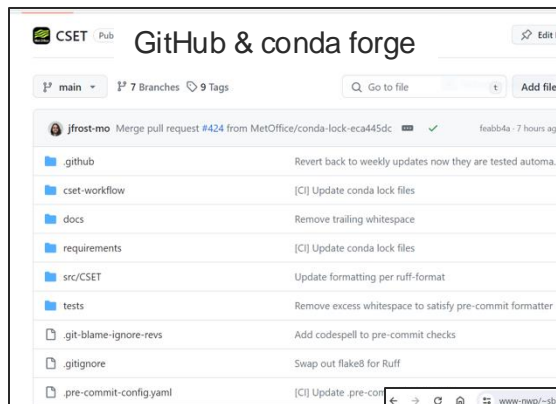 CSET Pub
GitHub & conda forge
Edit
main 7 Branches 9 Tags Go to file t Add file
jfrost-mo Merge pull request #424 from MetOffice/conda-lock-eca445dc feabb4a · 7 hours ag
.github Revert back to weekly updates now they are tested automa.
cset-workflow [CI] Update conda lock files
docs Remove trailing whitespace
requirements [CI] Update conda lock files
src/CSET Update formatting per ruff-format
tests Remove excess whitespace to satisfy pre-commit formatter
.git-blame-ignore-revs Add codespell to pre-commit checks
.gitignore Swap out flake8 for Ruff
.pre-commit-config.yaml [CI] Update .pre-com
www-nwp/~sb